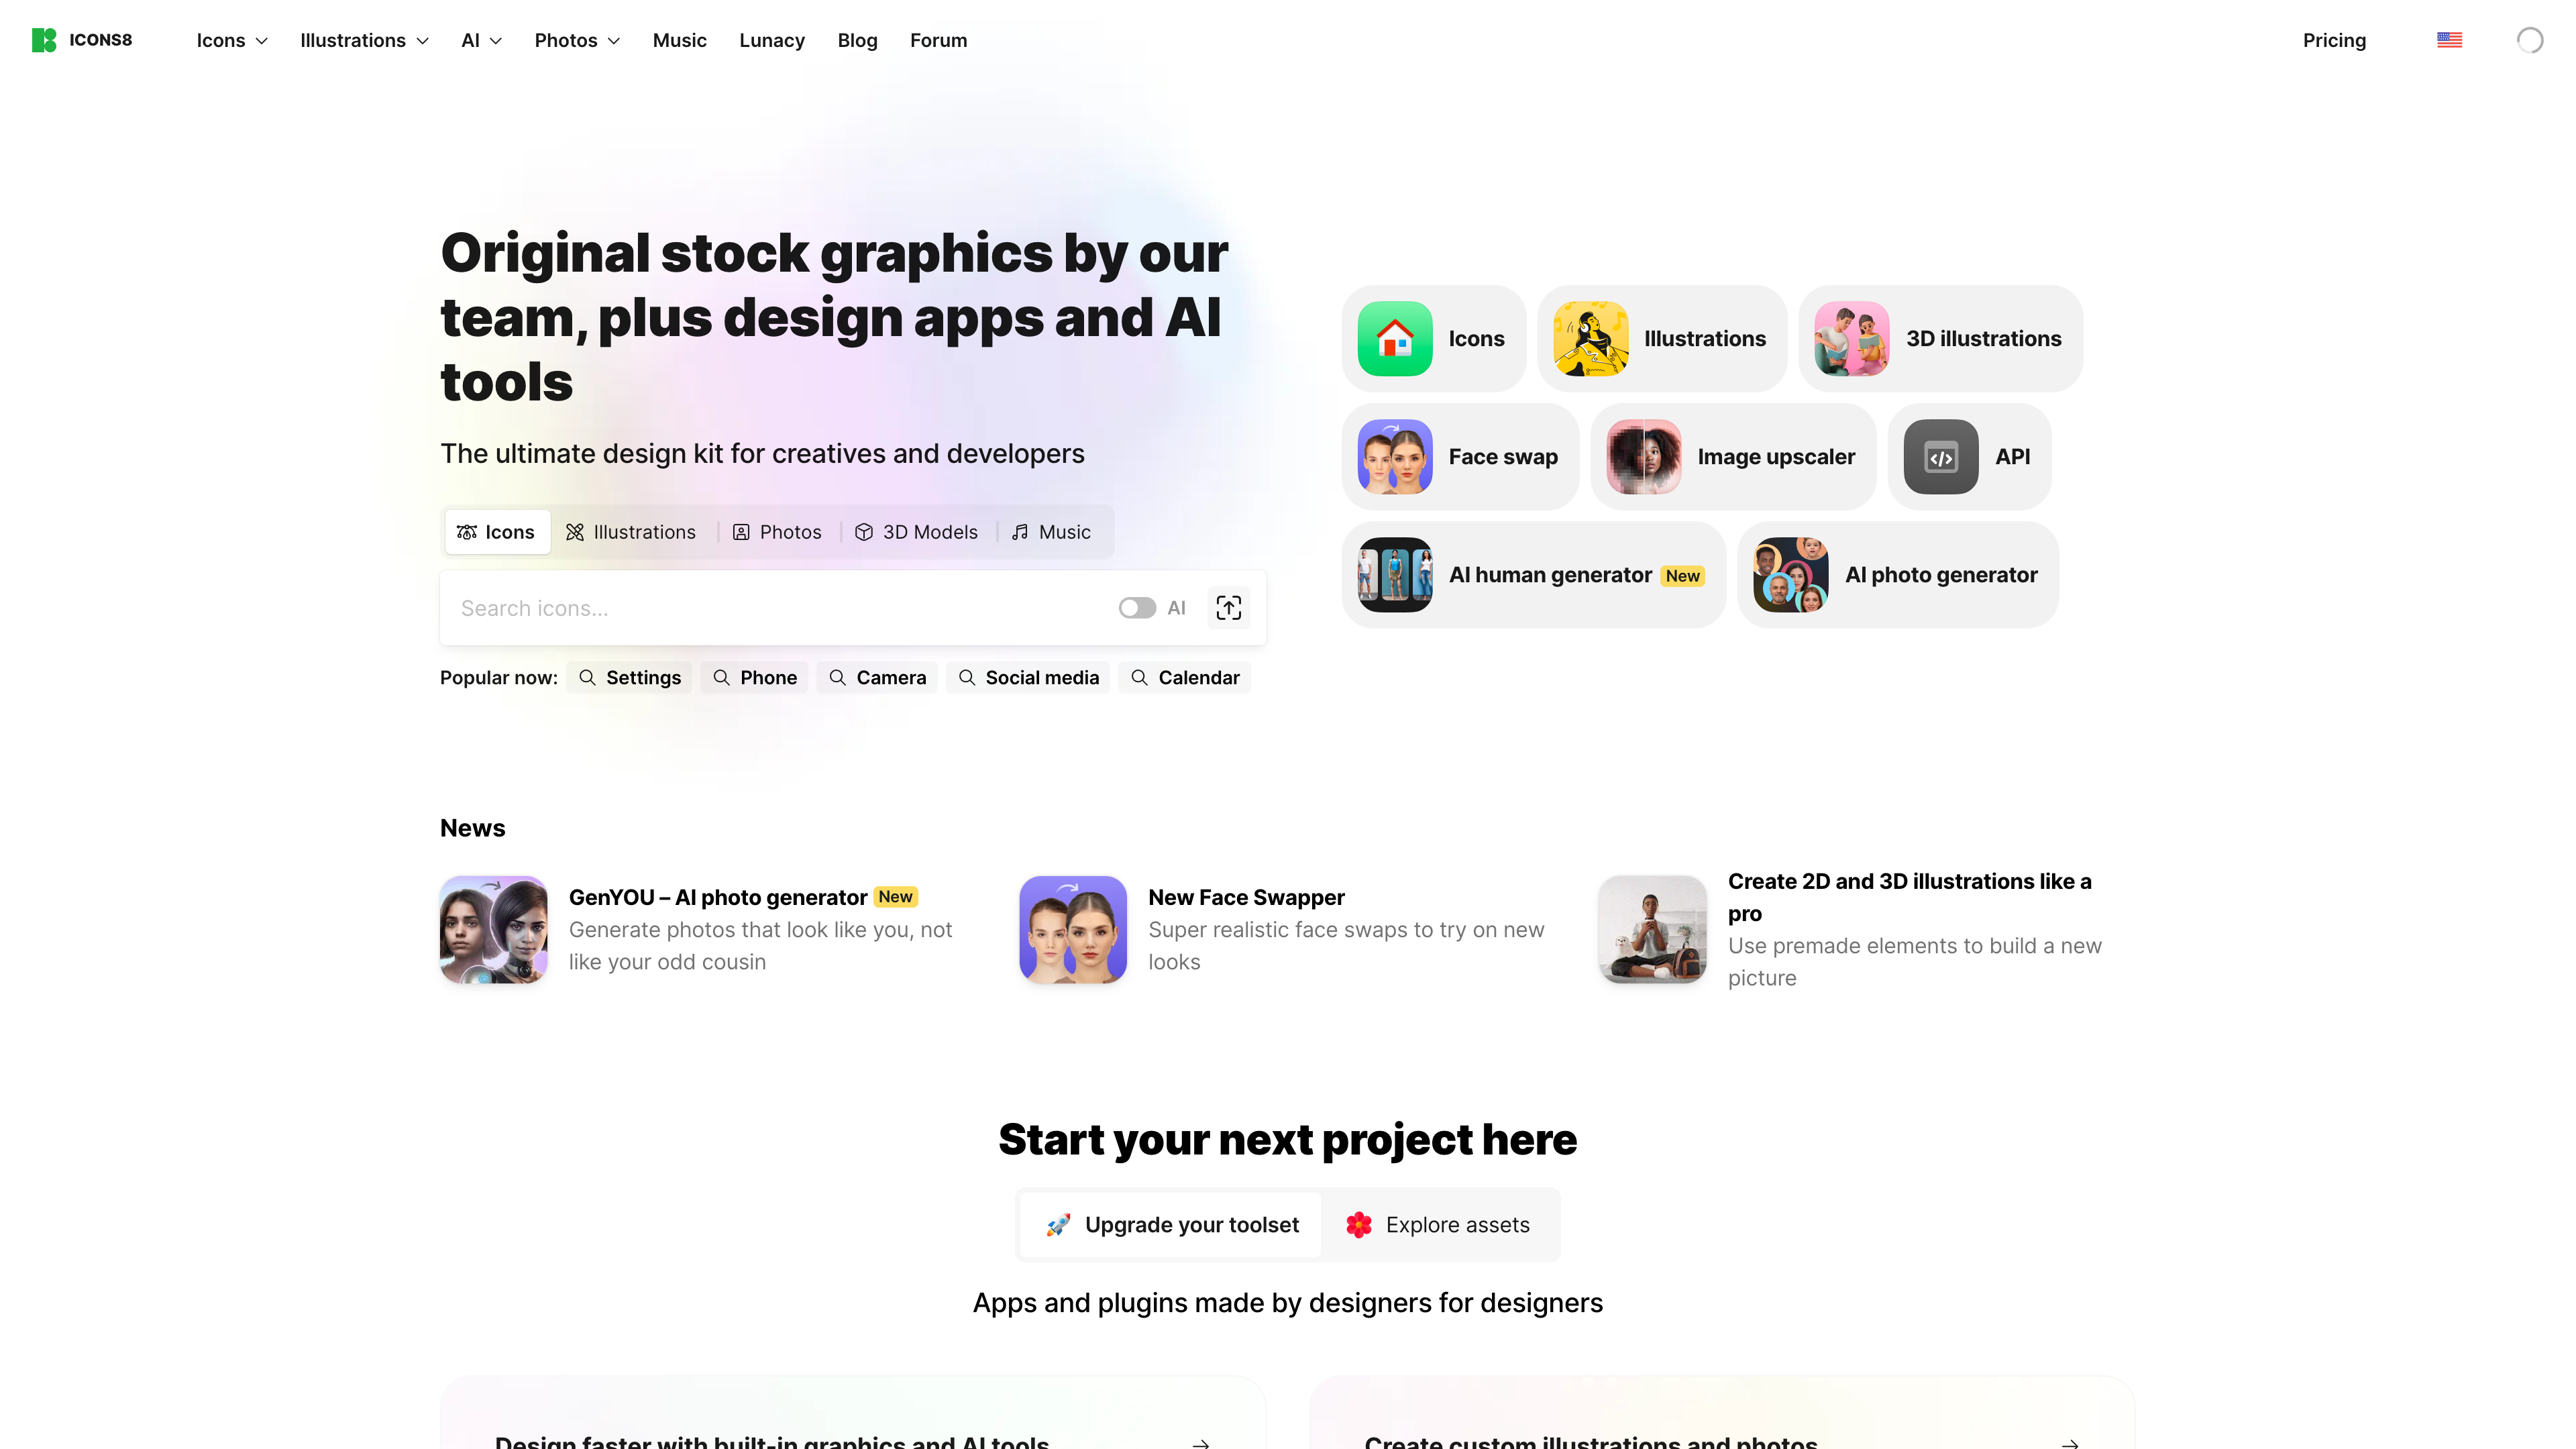 ICONS8
Icons
Illustrations
AI
Photos
Music
Lunacy
Blog
Forum
Pricing
Original stock graphics by our
team, plus design apps and AI
tools
The ultimate design kit for creatives and developers
Icons
Illustrations
Photos
3D Models
Music
Search icons...
AI
Popular now:
Settings
Phone
Camera
Social media
Calendar
Icons
Illustrations
3D illustrations
Face swap
Image upscaler
API
AI human generator New
AI photo generator
News
GenYOU – AI photo generator New
Generate photos that look like you, not
like your odd cousin
New Face Swapper
Super realistic face swaps to try on new
looks
Create 2D and 3D illustrations like a
pro
Use premade elements to build a new
picture
Start your next project here
Upgrade your toolset
Explore assets
Apps and plugins made by designers for designers
Design faster with built-in graphics and AI tools
Create custom illustrations and photos